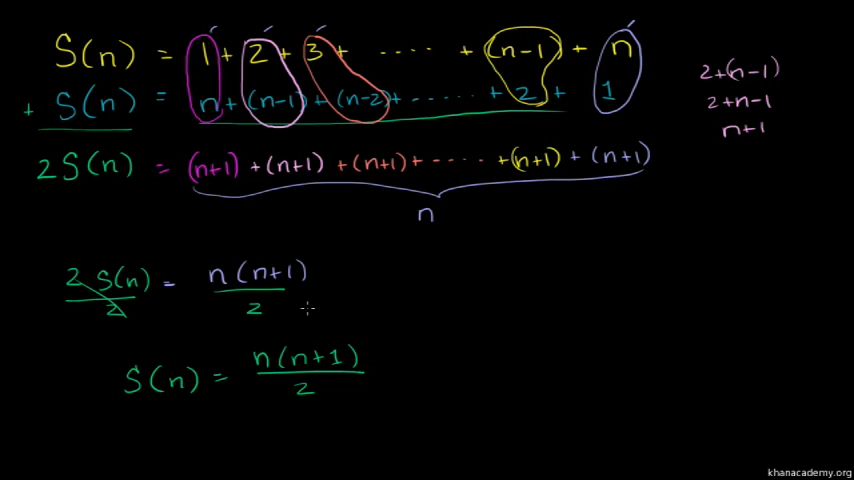 S(n) = 1 + 2 + 3 + ..... + (n-1) + n
+ S(n) = n + (n-1) + (n-2) + ...... + 2 + 1
2S(n) = (n+1) + (n+1) + (n+1) + ..... + (n+1) + (n+1)
n
2+(n-1)
2+n-1
n+1
2 S(n) / 2 = n(n+1) / 2
S(n) = n(n+1) / 2
khanacademy.org